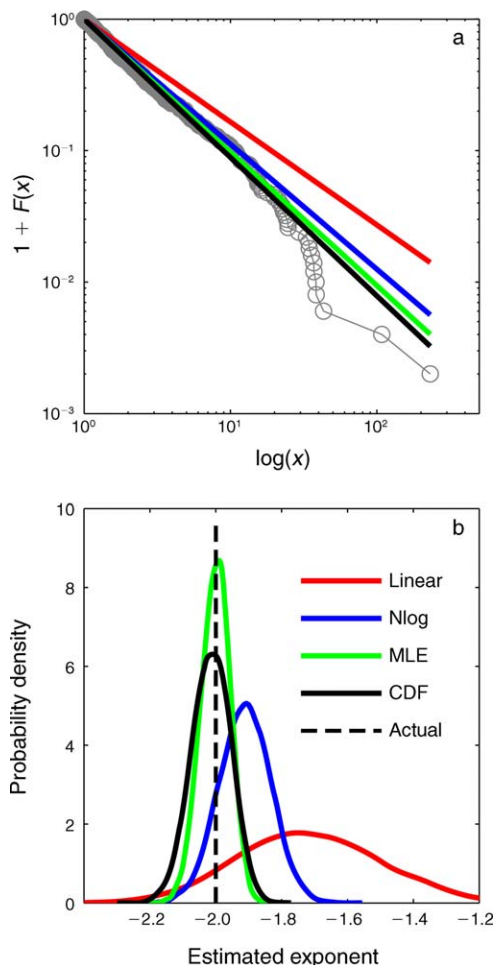 a
10⁰
10⁻¹
10⁻²
10⁻³
1 + F(x)
10⁰ 10¹ 10²
log(x)
b
10
8
6
4
2
0
Probability density
Linear
Nlog
MLE
CDF
Actual
−2.2 −2.0 −1.8 −1.6 −1.4 −1.2
Estimated exponent